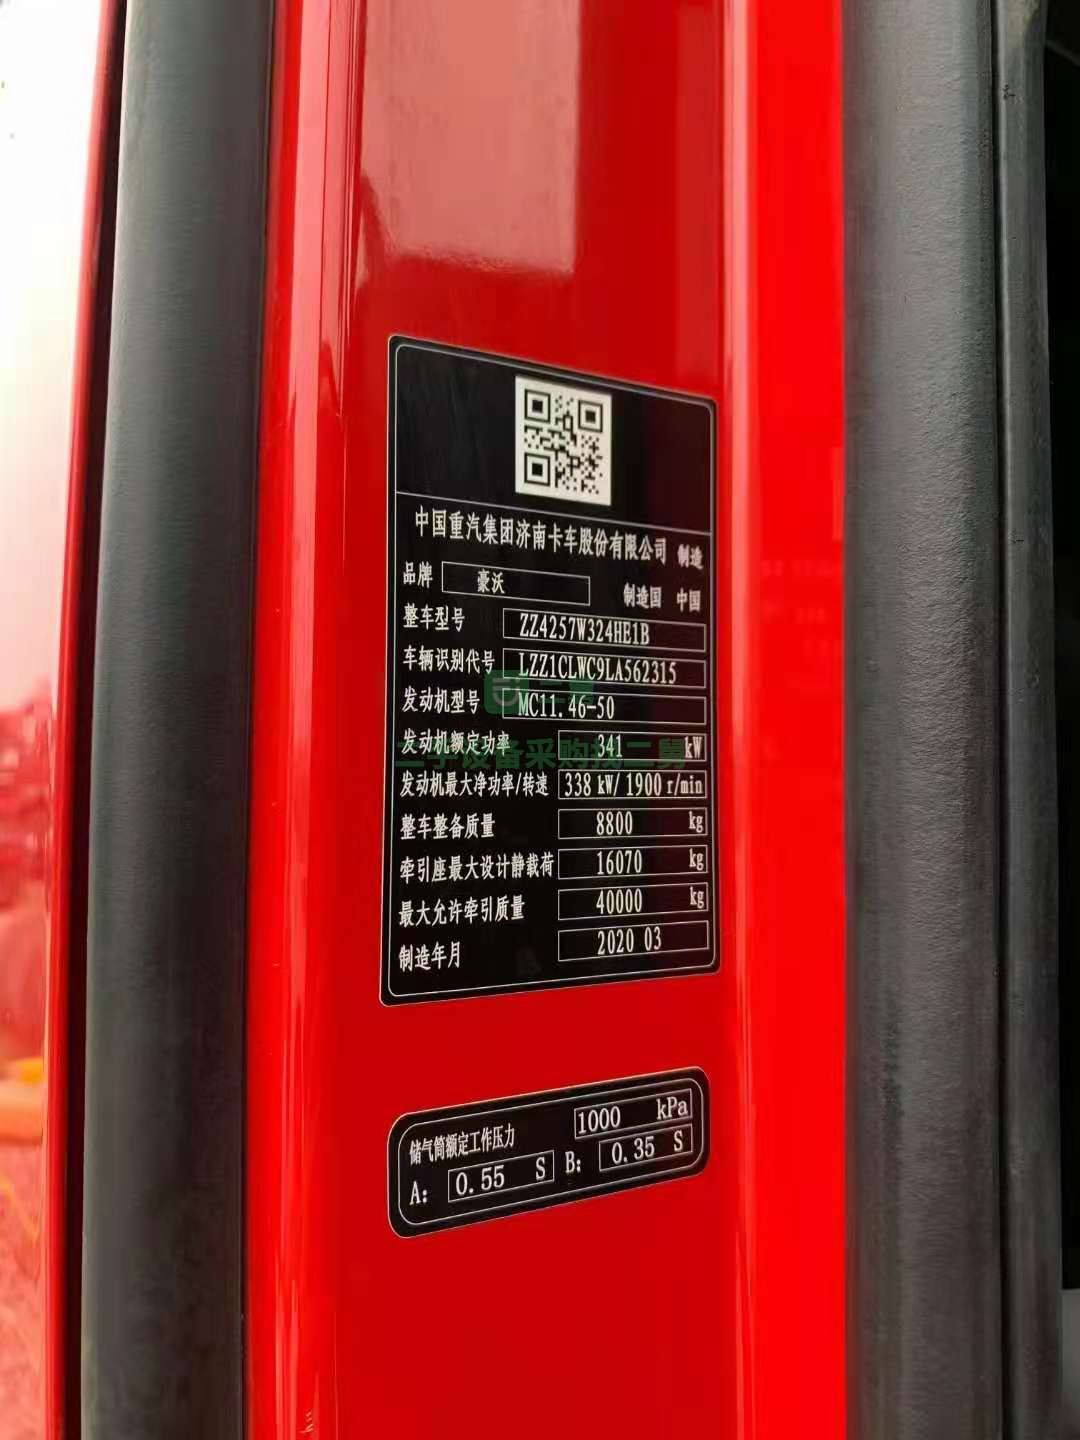 中国重汽集团济南卡车股份有限公司 制造
品牌 豪沃 制造国 中国
整车型号 ZZ4257W324HE1B
车辆识别代号 LZZ1CLWC9LA562315
二舅
发动机型号 MC11.46-50
发动机额定功率 341 kW
二手设备采购找二舅
发动机最大净功率/转速 338 kW/ 1900 r/min
整车整备质量 8800 kg
牵引座最大设计静载荷 16070 kg
最大允许牵引质量 40000 kg
制造年月 2020 03
储气筒额定工作压力 1000 kPa
A: 0.55 S B: 0.35 S